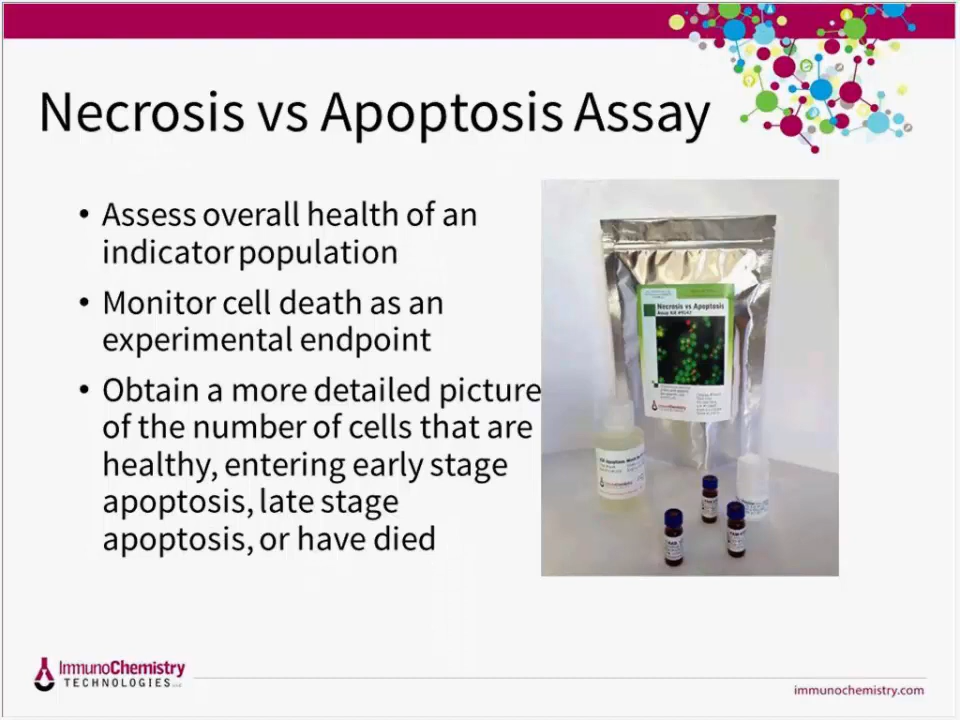 Necrosis vs Apoptosis Assay
• Assess overall health of an
indicator population
• Monitor cell death as an
experimental endpoint
• Obtain a more detailed picture
of the number of cells that are
healthy, entering early stage
apoptosis, late stage
apoptosis, or have died
Necrosis vs Apoptosis
ImmunoChemistry
ImmunoChemistry
TECHNOLOGIES
immunochemistry.com